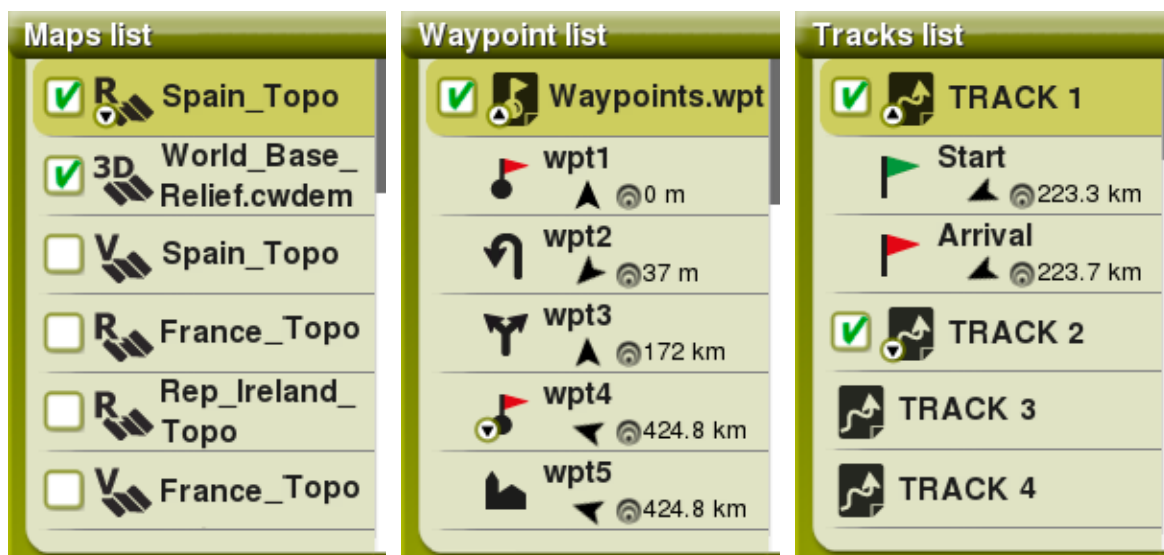 Maps list
R Spain_Topo
3D World_Base_
Relief.cwdem
V Spain_Topo
R France_Topo
R Rep_Ireland_
Topo
V France_Topo
Waypoint list
Waypoints.wpt
wpt1
0 m
wpt2
37 m
wpt3
172 km
wpt4
424.8 km
wpt5
424.8 km
Tracks list
TRACK 1
Start
223.3 km
Arrival
223.7 km
TRACK 2
TRACK 3
TRACK 4